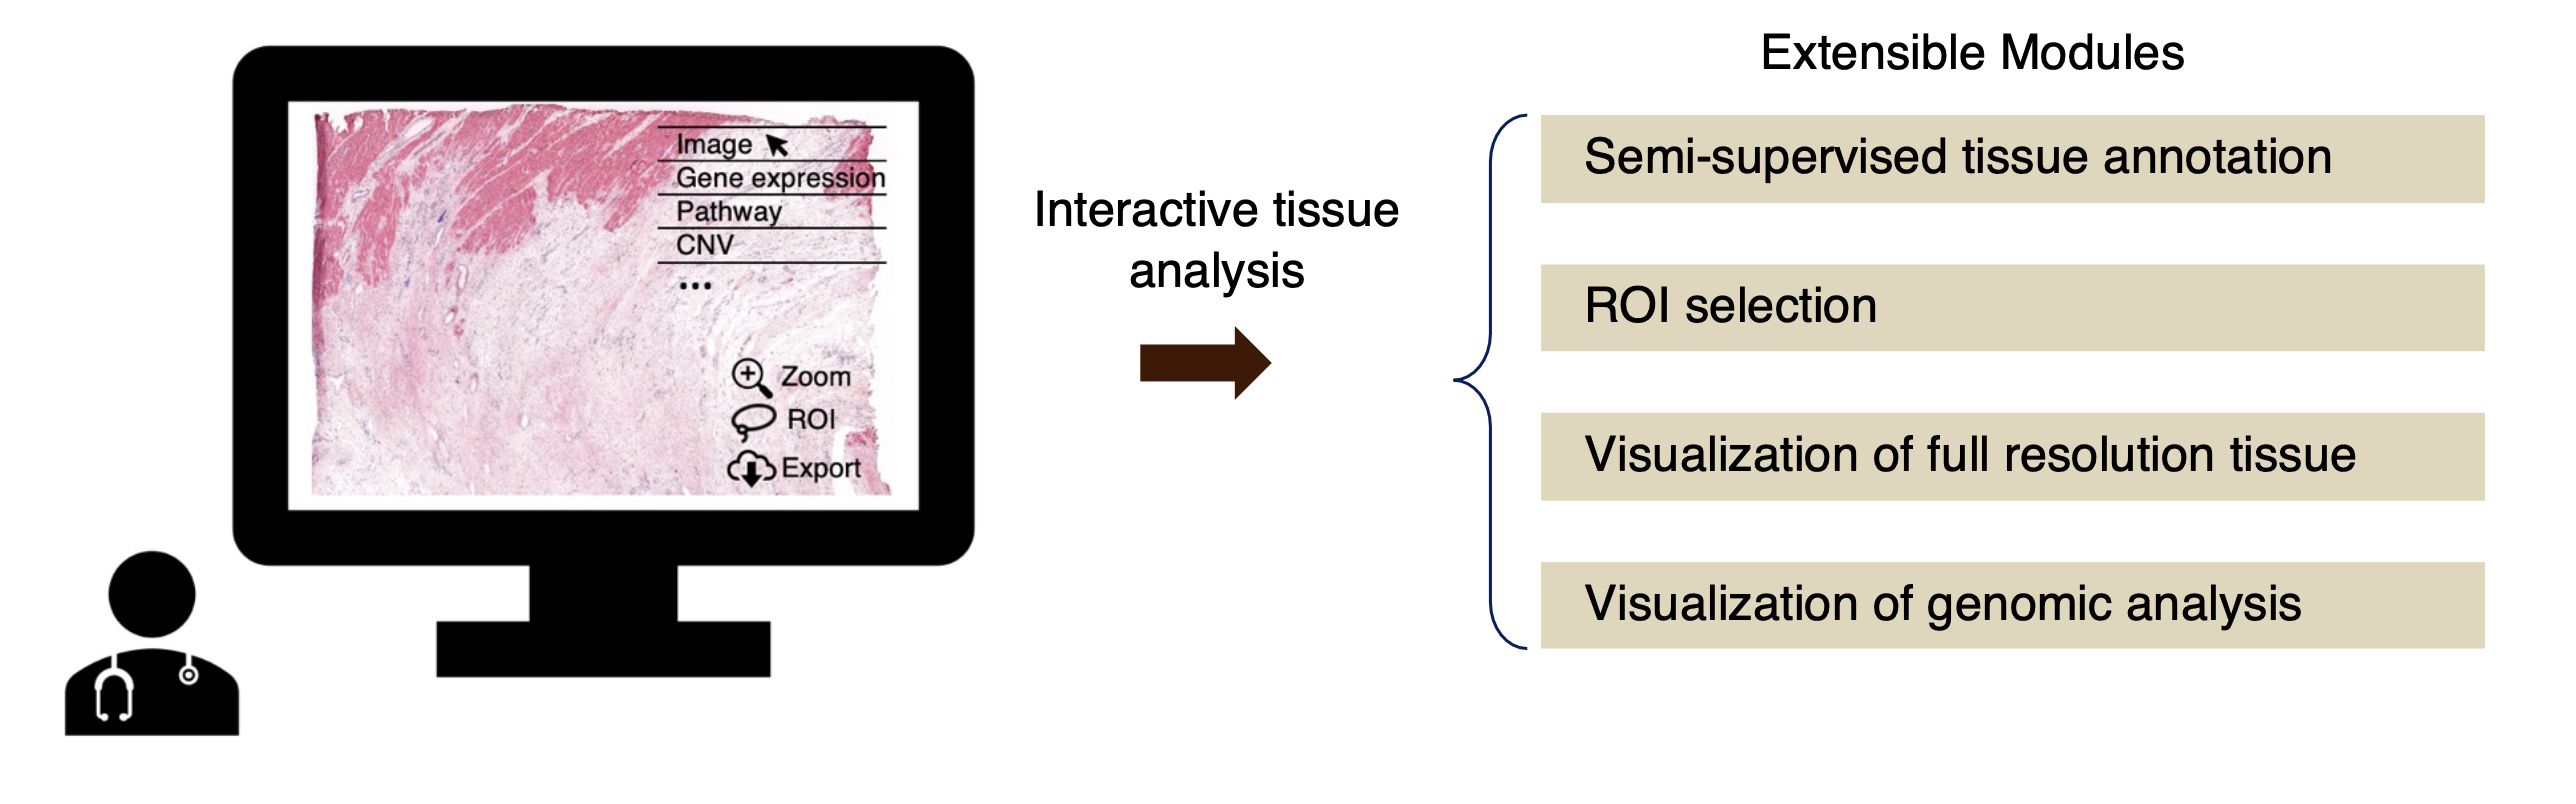 Image
Gene expression
Pathway
CNV
...
Zoom
ROI
Export
Interactive tissue
analysis
Extensible Modules
Semi-supervised tissue annotation
ROI selection
Visualization of full resolution tissue
Visualization of genomic analysis